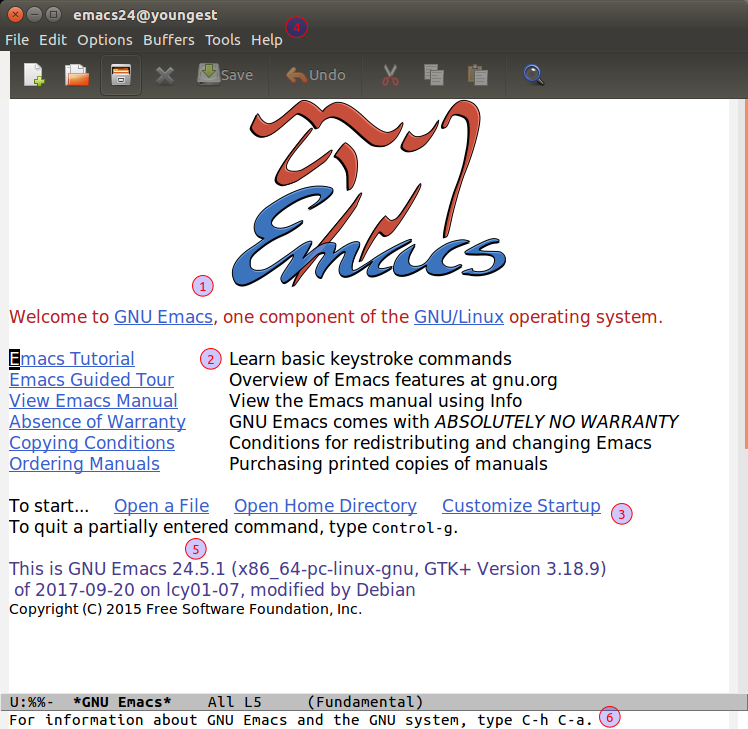 emacs24@youngest
File Edit Options Buffers Tools Help 4
Save Undo
Emacs
1
Welcome to GNU Emacs, one component of the GNU/Linux operating system.
Emacs Tutorial 2 Learn basic keystroke commands
Emacs Guided Tour Overview of Emacs features at gnu.org
View Emacs Manual View the Emacs manual using Info
Absence of Warranty GNU Emacs comes with ABSOLUTELY NO WARRANTY
Copying Conditions Conditions for redistributing and changing Emacs
Ordering Manuals Purchasing printed copies of manuals
To start... Open a File Open Home Directory Customize Startup 3
To quit a partially entered command, type Control-g.
5
This is GNU Emacs 24.5.1 (x86_64-pc-linux-gnu, GTK+ Version 3.18.9)
of 2017-09-20 on lcy01-07, modified by Debian
Copyright (C) 2015 Free Software Foundation, Inc.
U:%%- *GNU Emacs* All L5 (Fundamental)
For information about GNU Emacs and the GNU system, type C-h C-a. 6